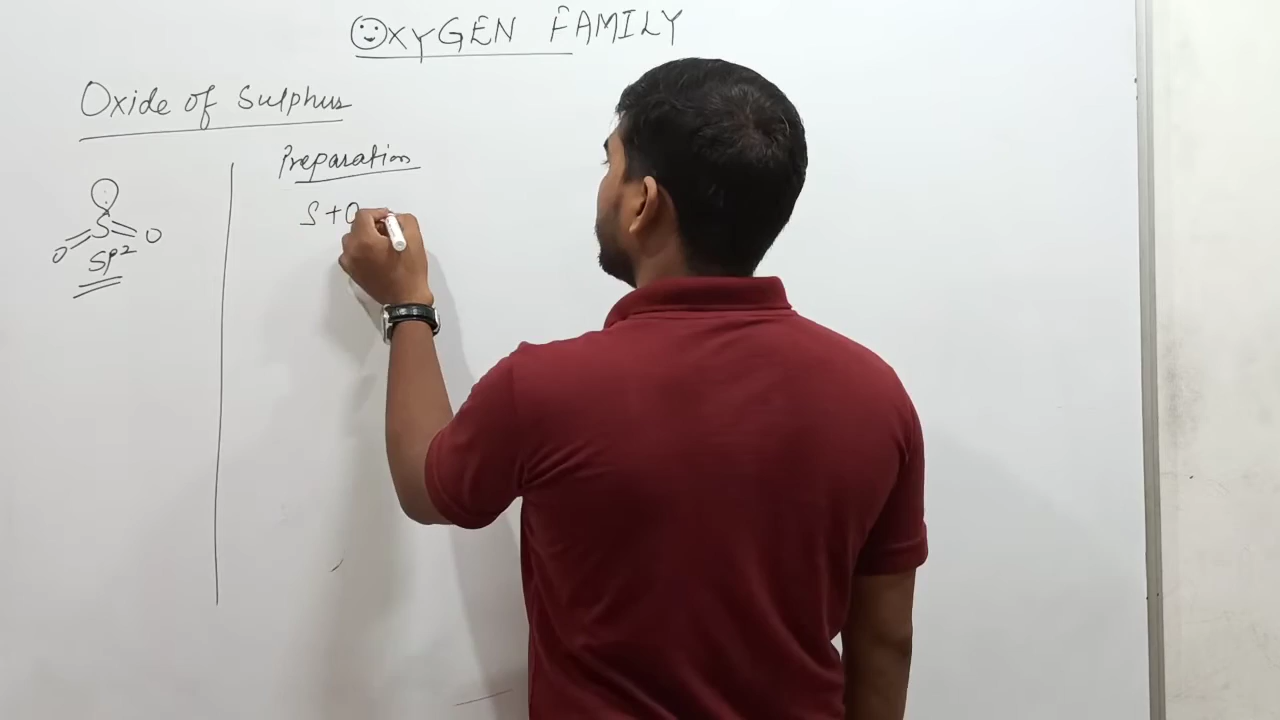 OXYGEN FAMILY
Oxide of Sulphur
Preparation
S+O
S
O
O
SP²